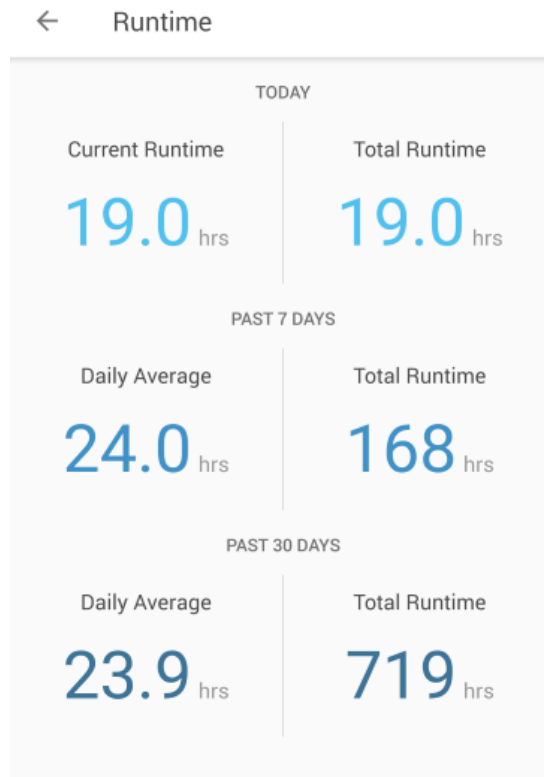 Runtime
TODAY
Current Runtime Total Runtime
19.0 hrs 19.0 hrs
PAST 7 DAYS
Daily Average Total Runtime
24.0 hrs 168 hrs
PAST 30 DAYS
Daily Average Total Runtime
23.9 hrs 719 hrs